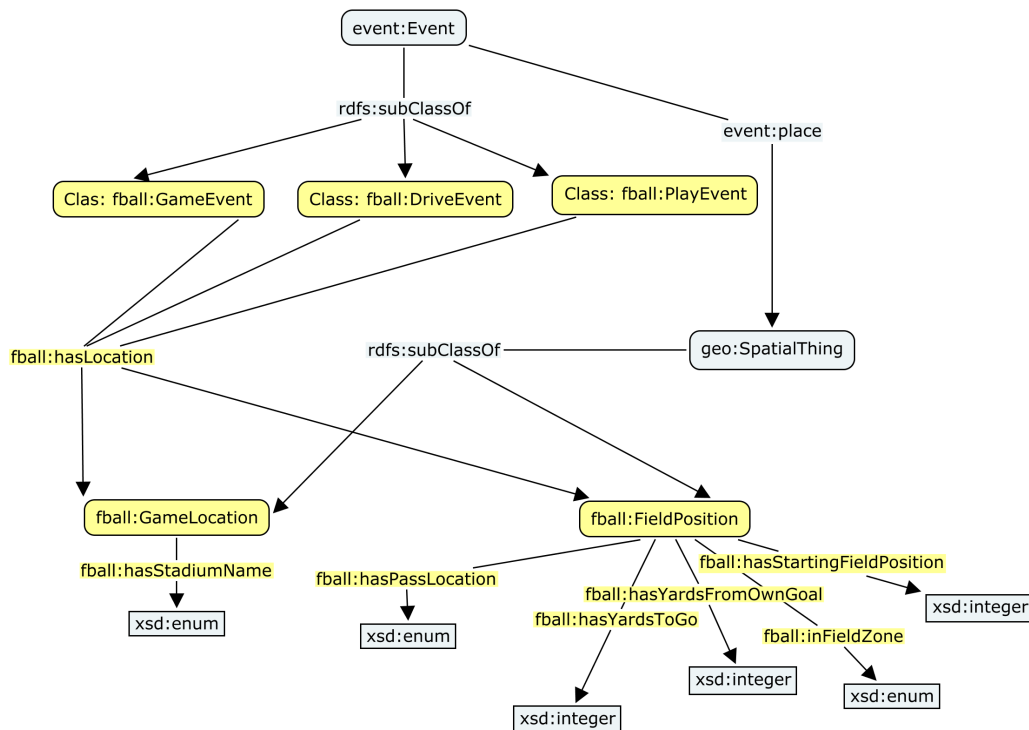 event:Event
rdfs:subClassOf
event:place
Clas: fball:GameEvent
Class: fball:DriveEvent
Class: fball:PlayEvent
fball:hasLocation
rdfs:subClassOf
geo:SpatialThing
fball:GameLocation
fball:FieldPosition
fball:hasStadiumName
fball:hasPassLocation
fball:hasStartingFieldPosition
fball:hasYardsFromOwnGoal
fball:hasYardsToGo
fball:inFieldZone
xsd:enum
xsd:enum
xsd:integer
xsd:integer
xsd:enum
xsd:integer